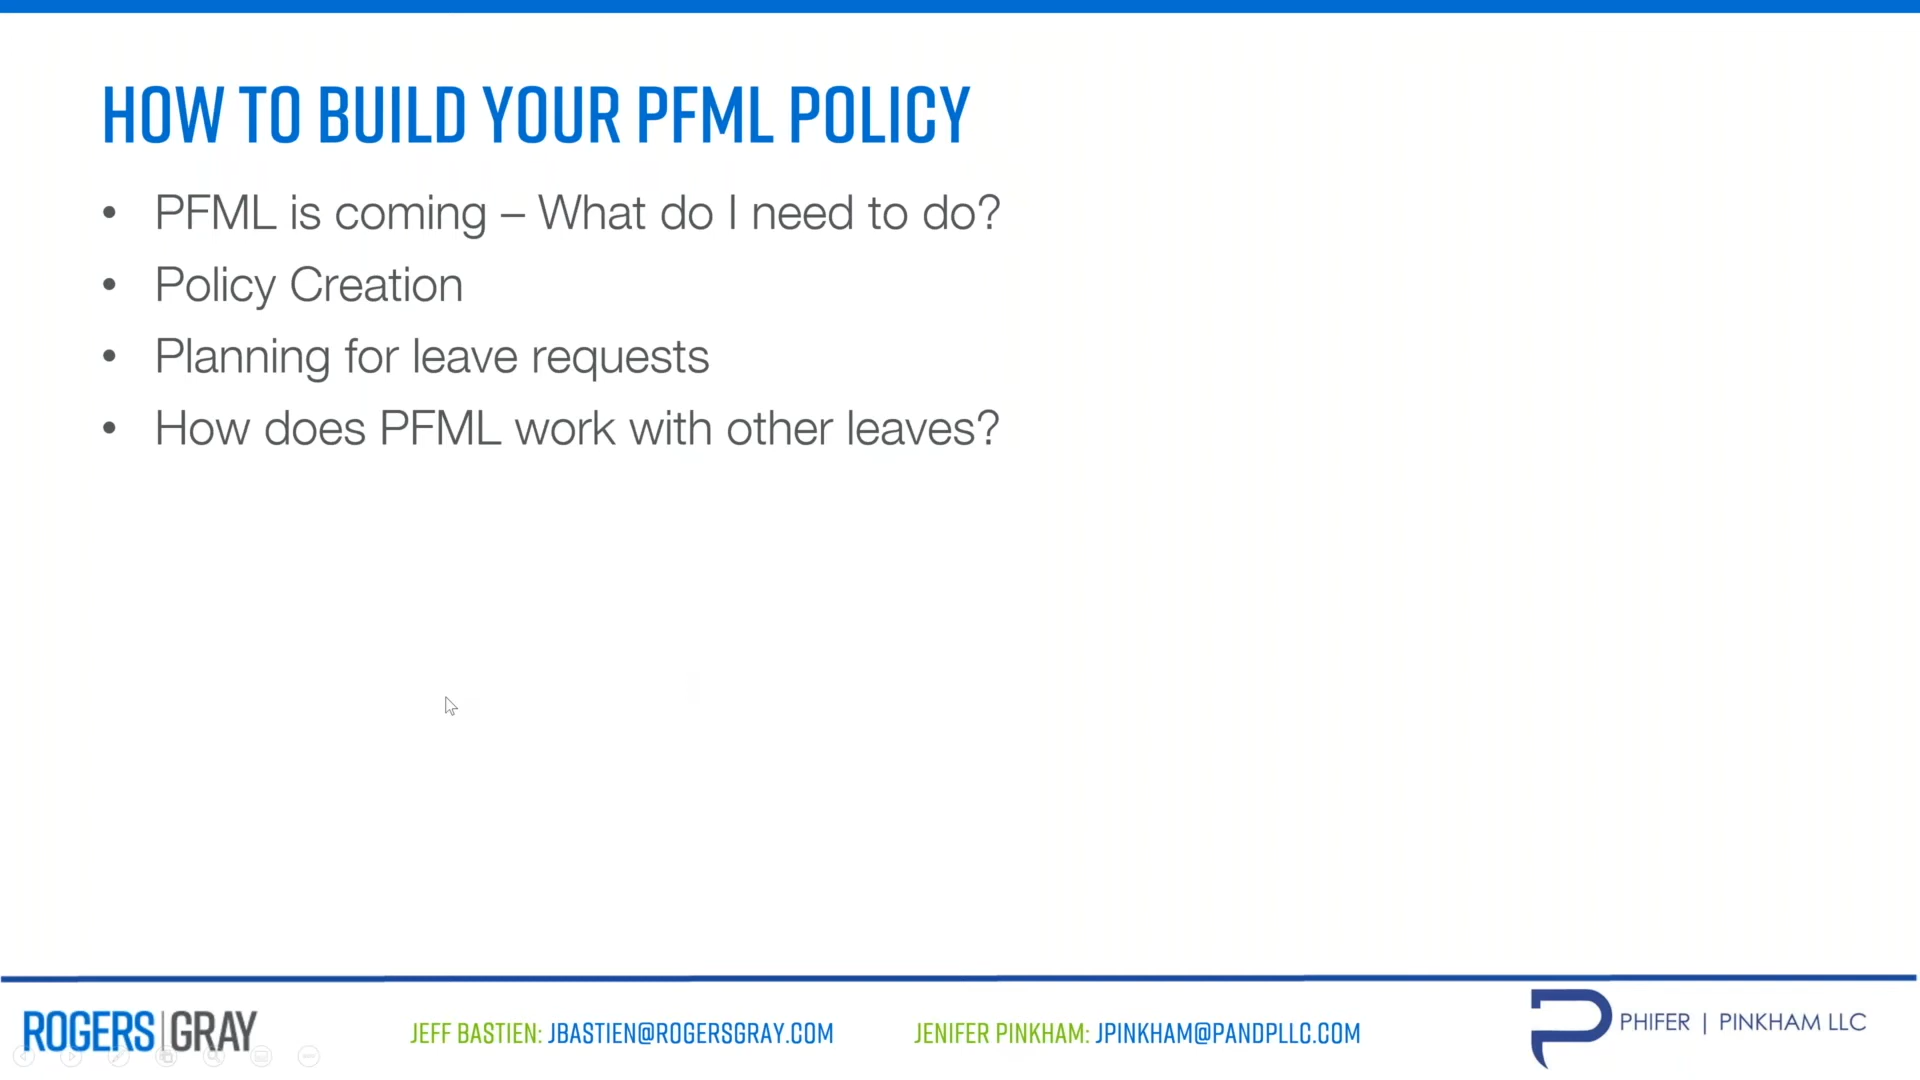 HOW TO BUILD YOUR PFML POLICY
• PFML is coming – What do I need to do?
• Policy Creation
• Planning for leave requests
• How does PFML work with other leaves?
ROGERS|GRAY
JEFF BASTIEN: JBASTIEN@ROGERSGRAY.COM
JENIFER PINKHAM: JPINKHAM@PANDPLLC.COM
PHIFER | PINKHAM LLC